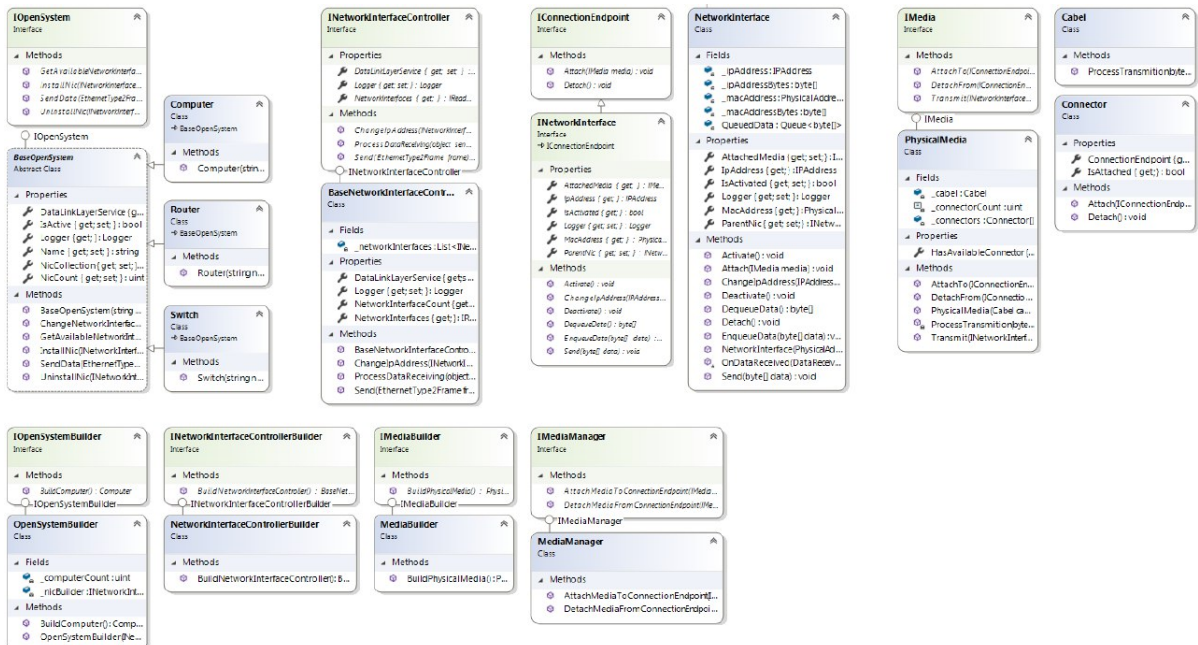 IOpenSystem
Interface
Methods
GetAvailableNetworkInterfa...
InstallNic(INetworkInterface...
SendData(EthernetType2Fra...
UninstallNic(INetworkInterf...
IOpenSystem
BaseOpenSystem
Abstract Class
Properties
DataLinkLayerService { g...
IsActive { get; set; } : bool
Logger { get; } : Logger
Name { get; set; } : string
NicCollection { get; set; }...
NicCount { get; set; } : uint
Methods
BaseOpenSystem(string ...
ChangeNetworkInterfac...
GetAvailableNetworkInt...
InstallNic(INetworkInterf...
SendData(EthernetType...
UninstallNic(INetworkInt...
Computer
Class
BaseOpenSystem
Methods
Computer(strin...
Router
Class
BaseOpenSystem
Methods
Router(string n...
Switch
Class
BaseOpenSystem
Methods
Switch(string n...
INetworkInterfaceController
Interface
Properties
DataLinkLayerService { get; set; } : ...
Logger { get; set; } : Logger
NetworkInterfaces { get; } : IRead...
Methods
ChangeIpAddress(INetworkInterf...
ProcessDataReceiving(object sen...
Send(EthernetType2Frame frame)...
INetworkInterfaceController
BaseNetworkInterfaceContr...
Class
Fields
_networkInterfaces : List<INe...
Properties
DataLinkLayerService { get; s...
Logger { get; set; } : Logger
NetworkInterfaceCount { get...
NetworkInterfaces { get; } : IR...
Methods
BaseNetworkInterfaceContro...
ChangeIpAddress(INetworkI...
ProcessDataReceiving(object...
Send(EthernetType2Frame fr...
IConnectionEndpoint
Interface
Methods
Attach(IMedia media) : void
Detach() : void
INetworkInterface
Interface
IConnectionEndpoint
Properties
AttachedMedia { get; } : IMe...
IpAddress { get; } : IPAddress
IsActivated { get; } : bool
Logger { get; set; } : Logger
MacAddress { get; } : Physica...
ParentNic { get; set; } : INetw...
Methods
Activate() : void
ChangeIpAddress(IPAddress...
Deactivate() : void
DequeueData() : byte[]
EnqueueData(byte[] data) :...
Send(byte[] data) : void
NetworkInterface
Class
Fields
_ipAddress : IPAddress
_ipAddressBytes : byte[]
_macAddress : PhysicalAddre...
_macAddressBytes : byte[]
QueuedData : Queue<byte[]>
Properties
AttachedMedia { get; set; } : I...
IpAddress { get; } : IPAddress
IsActivated { get; set; } : bool
Logger { get; set; } : Logger
MacAddress { get; } : Physical...
ParentNic { get; set; } : INetw...
Methods
Activate() : void
Attach(IMedia media) : void
ChangeIpAddress(IPAddress...
Deactivate() : void
DequeueData() : byte[]
Detach() : void
EnqueueData(byte[] data) : v...
NetworkInterface(PhysicalAd...
OnDataReceived(DataReceiv...
Send(byte[] data) : void
IMedia
Interface
Methods
AttachTo(IConnectionEndpoi...
DetachFrom(IConnectionEndp...
Transmit(INetworkInterface...
IMedia
PhysicalMedia
Class
Fields
_cabel : Cabel
_connectorCount : uint
_connectors : Connector[]
Properties
HasAvailableConnector {...
Methods
AttachTo(IConnectionEn...
DetachFrom(IConnectio...
PhysicalMedia(Cabel ca...
ProcessTransmition(byte...
Transmit(INetworkInterf...
Cabel
Class
Methods
ProcessTransmition(byte...
Connector
Class
Properties
ConnectionEndpoint { g...
IsAttached { get; } : bool
Methods
Attach(IConnectionEndp...
Detach() : void
IOpenSystemBuilder
Interface
Methods
BuildComputer() : Computer
IOpenSystemBuilder
OpenSystemBuilder
Class
Fields
_computerCount : uint
_nicBuilder : INetworkInt...
Methods
BuildComputer() : Comp...
OpenSystemBuilder(INe...
INetworkInterfaceControllerBuilder
Interface
Methods
BuildNetworkInterfaceController() : BaseNet...
INetworkInterfaceControllerBuilder
NetworkInterfaceControllerBuilder
Class
Methods
BuildNetworkInterfaceController() : B...
IMediaBuilder
Interface
Methods
BuildPhysicalMedia() : Physi...
IMediaBuilder
MediaBuilder
Class
Methods
BuildPhysicalMedia() : P...
IMediaManager
Interface
Methods
AttachMediaToConnectionEndpoint(IMedia...
DetachMediaFromConnectionEndpoint(IMe...
IMediaManager
MediaManager
Class
Methods
AttachMediaToConnectionEndpoint(I...
DetachMediaFromConnectionEndpoi...